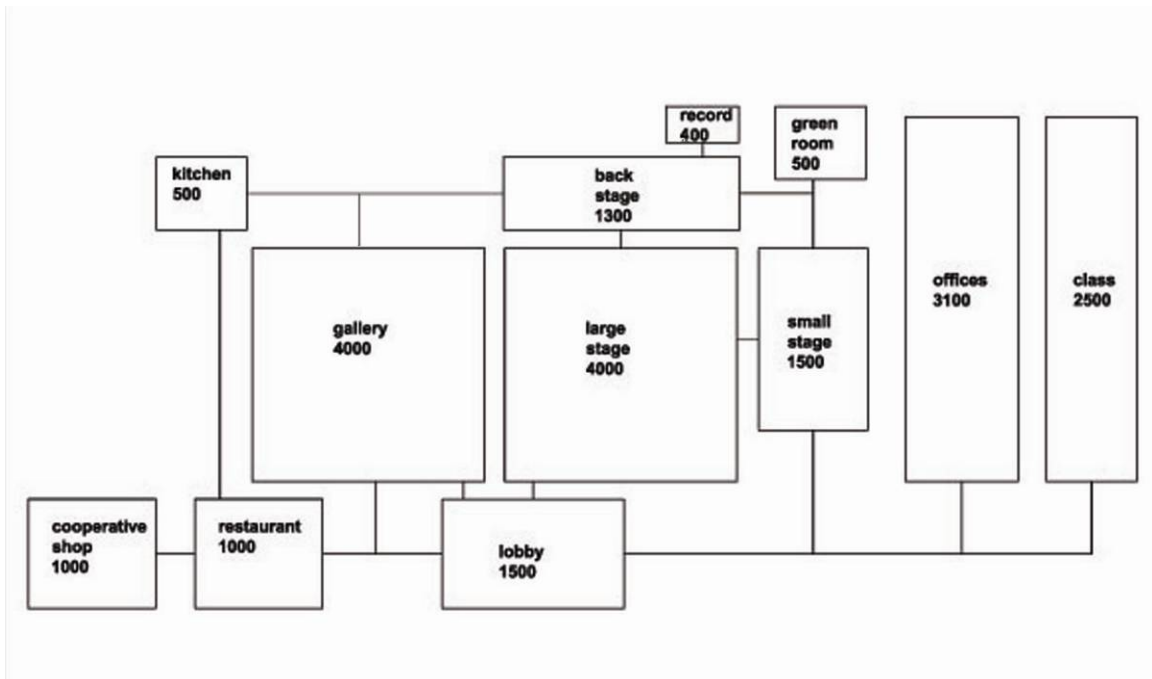 record
400
green
room
500
kitchen
500
back
stage
1300
offices
3100
class
2500
gallery
4000
large
stage
4000
small
stage
1500
cooperative
shop
1000
restaurant
1000
lobby
1500